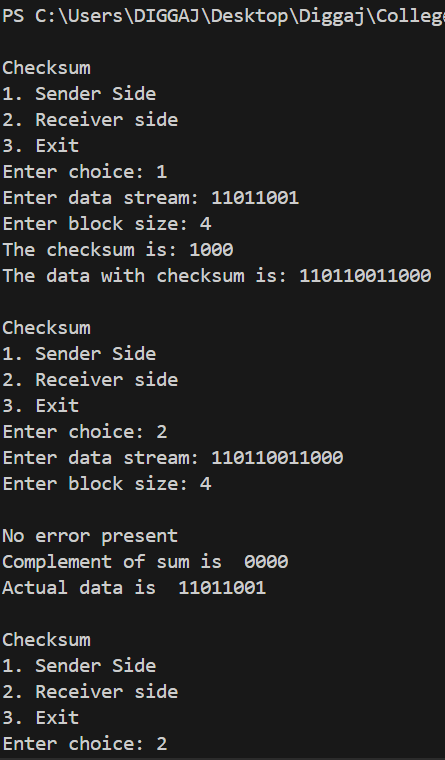 PS C:\Users\DIGGAJ\Desktop\Diggaj\College
Checksum
1. Sender Side
2. Receiver side
3. Exit
Enter choice: 1
Enter data stream: 11011001
Enter block size: 4
The checksum is: 1000
The data with checksum is: 110110011000
Checksum
1. Sender Side
2. Receiver side
3. Exit
Enter choice: 2
Enter data stream: 110110011000
Enter block size: 4
No error present
Complement of sum is  0000
Actual data is  11011001
Checksum
1. Sender Side
2. Receiver side
3. Exit
Enter choice: 2